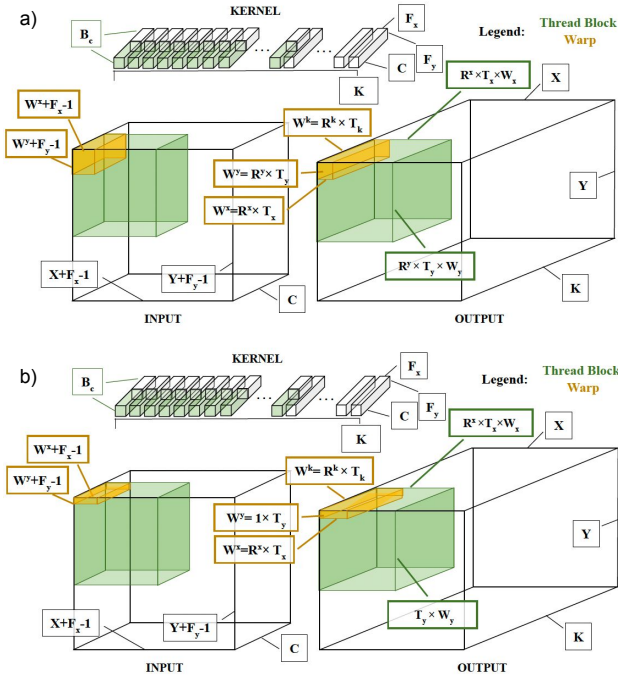 a)
KERNEL
Legend: Thread Block
Warp
B_c
F_x
F_y
C
K
R^x × T_x × W_x
X
W^x+F_x-1
W^k= R^k × T_k
W^y+F_y-1
W^y= R^y × T_y
W^x=R^x × T_x
Y
R^y × T_y × W_y
X+F_x-1
Y+F_y-1
C
K
INPUT
OUTPUT
b)
KERNEL
Legend: Thread Block
Warp
B_c
F_x
F_y
C
K
R^x × T_x × W_x
X
W^x+F_x-1
W^k= R^k × T_k
W^y+F_y-1
W^y= 1× T_y
W^x=R^x × T_x
Y
T_y × W_y
X+F_x-1
Y+F_y-1
C
K
INPUT
OUTPUT